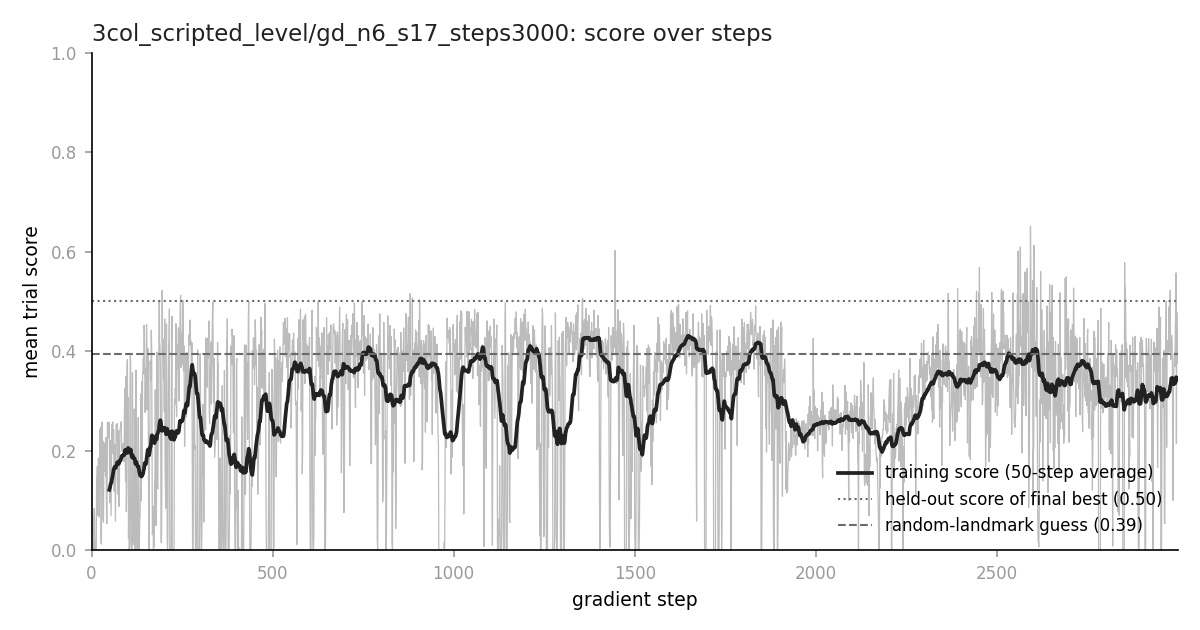 3col_scripted_level/gd_n6_s17_steps3000: score over steps
1.0
0.8
0.6
0.4
0.2
0.0
mean trial score
training score (50-step average)
held-out score of final best (0.50)
random-landmark guess (0.39)
0 500 1000 1500 2000 2500
gradient step